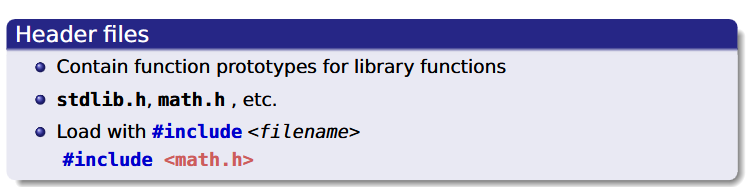 Header files
Contain function prototypes for library functions
stdlib.h, math.h , etc.
Load with #include <filename>
#include <math.h>